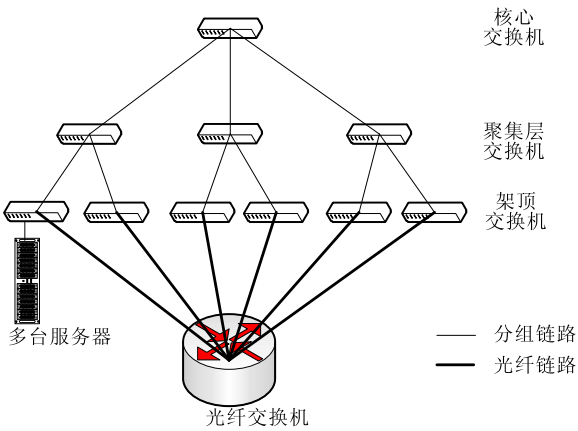 核心
交换机
聚集层
交换机
架顶
交换机
多台服务器
分组链路
光纤链路
光纤交换机